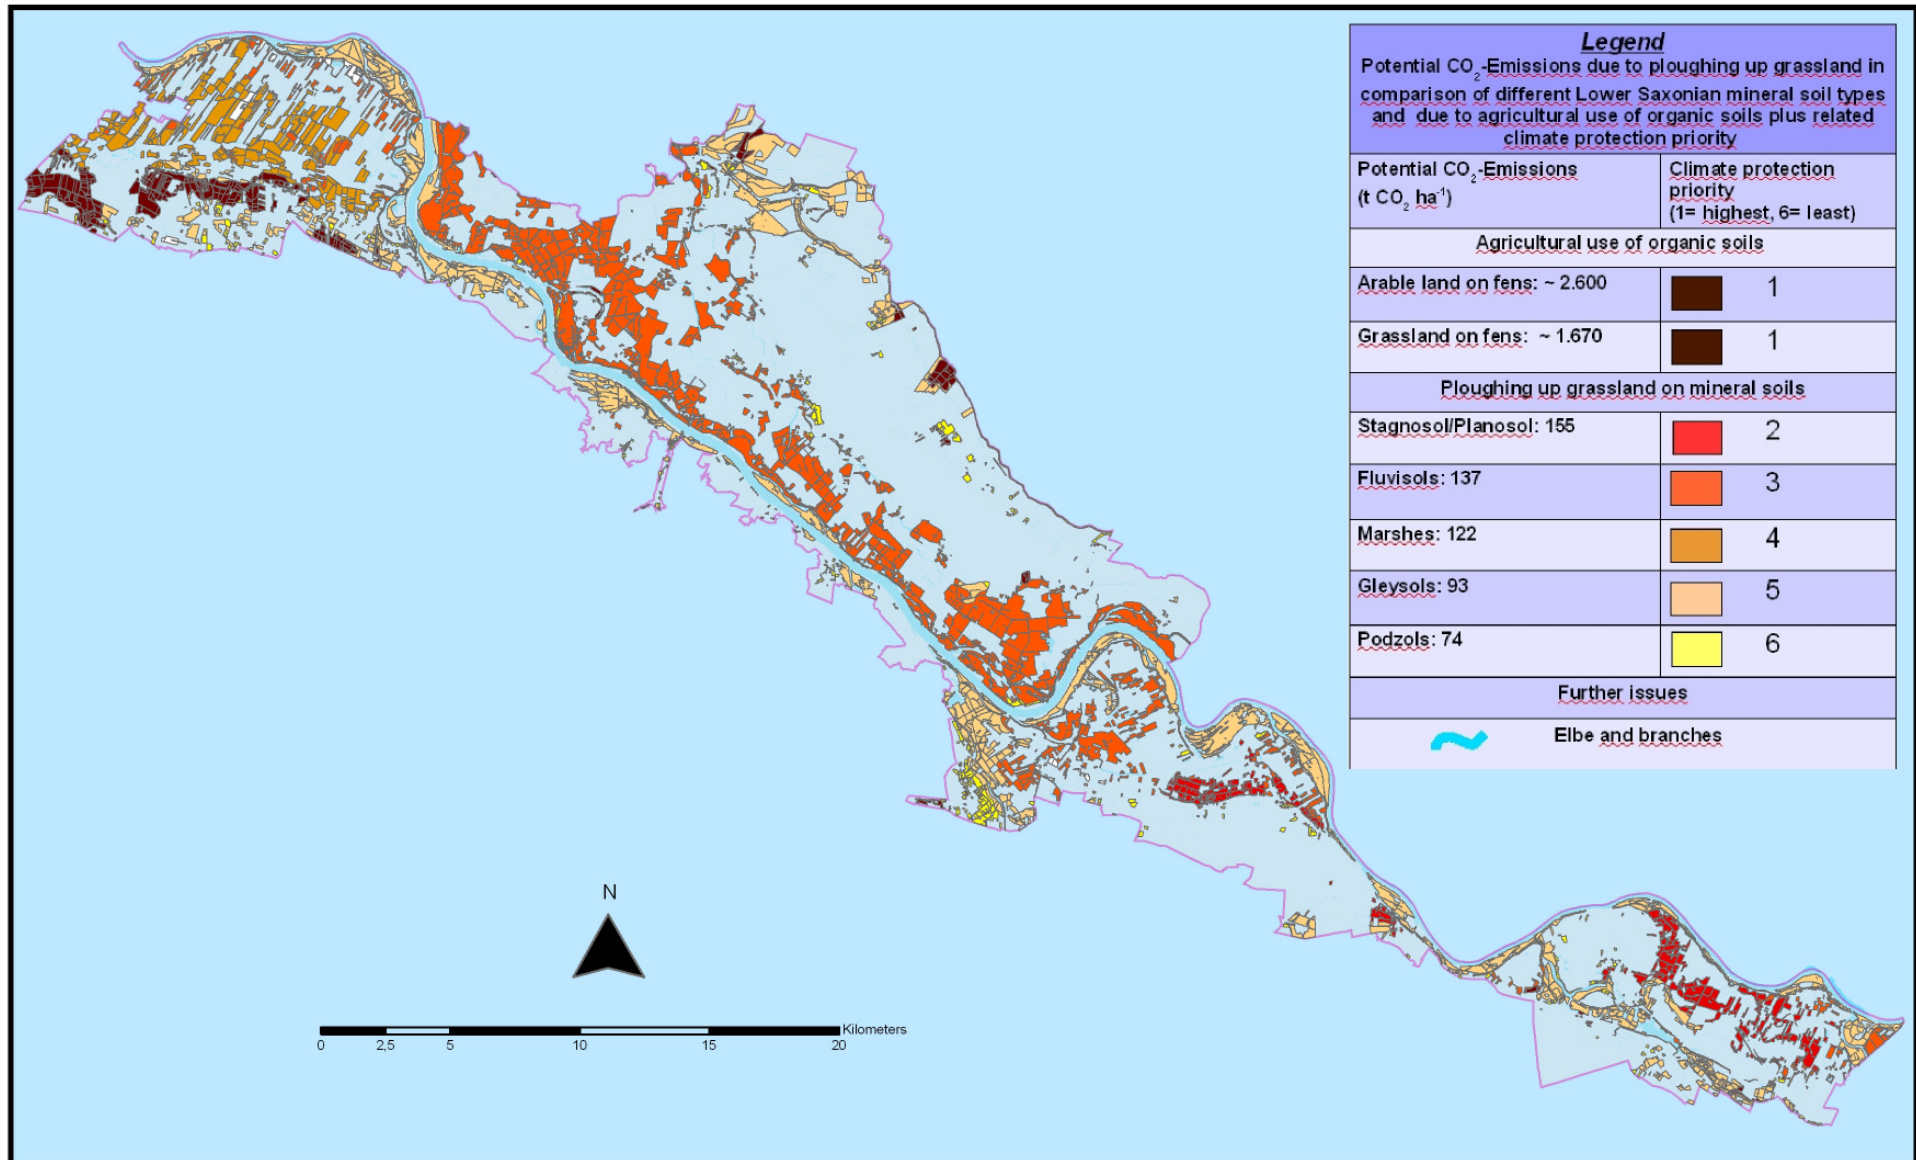 Legend
Potential CO₂-Emissions due to ploughing up grassland in
comparison of different Lower Saxonian mineral soil types
and due to agricultural use of organic soils plus related
climate protection priority
Potential CO₂-Emissions
(t CO₂ ha⁻¹)
Climate protection
priority
(1= highest, 6= least)
Agricultural use of organic soils
Arable land on fens: ~ 2.600 1
Grassland on fens: ~ 1.670 1
Ploughing up grassland on mineral soils
Stagnosol/Planosol: 155 2
Fluvisols: 137 3
Marshes: 122 4
Gleysols: 93 5
Podzols: 74 6
Further issues
Elbe and branches
N
Kilometers
0 2,5 5 10 15 20